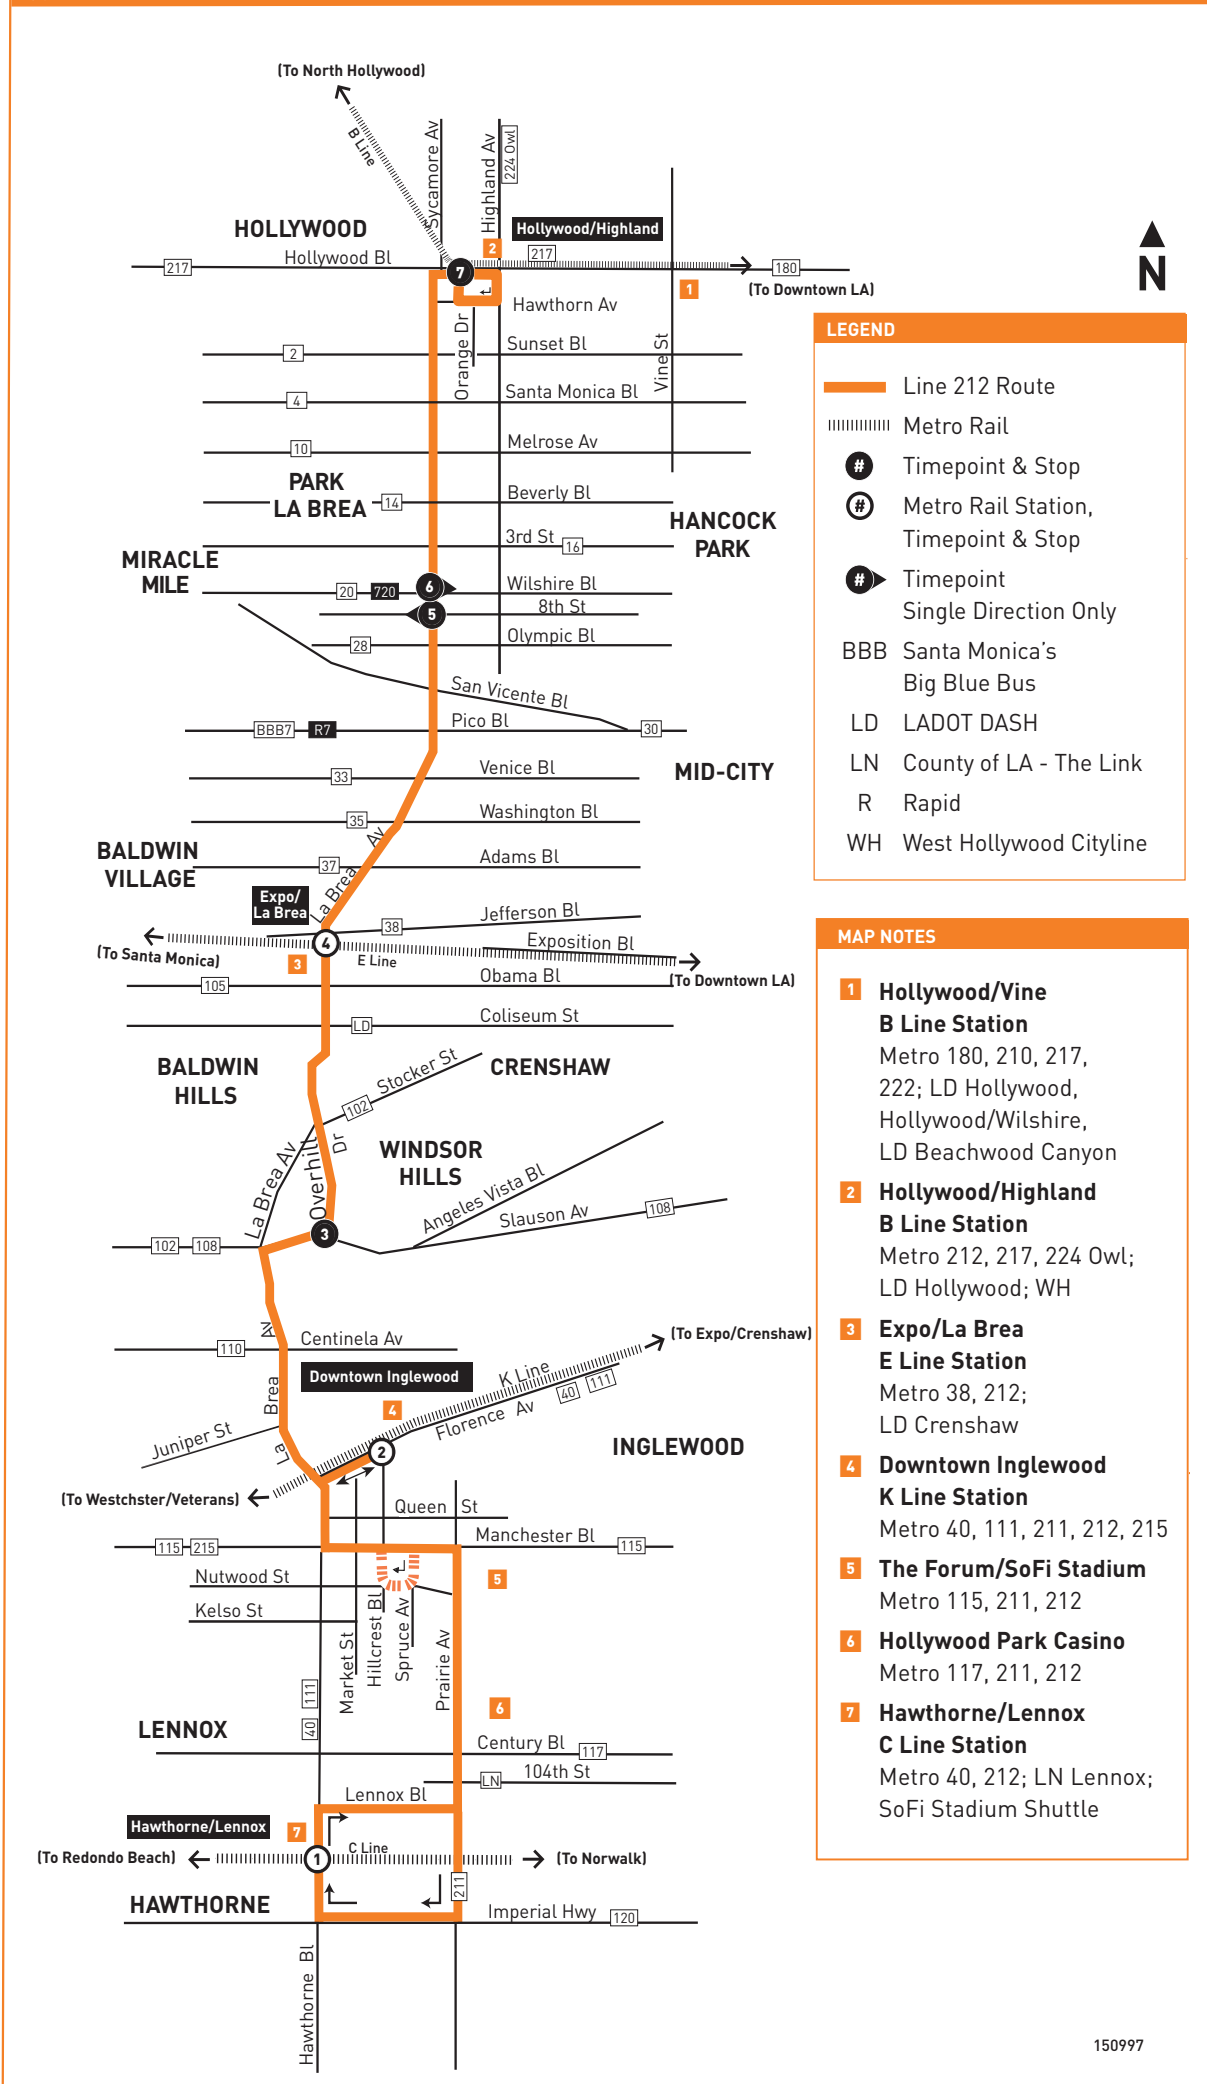 (To North Hollywood)
B Line
Sycamore Av
Highland Av
224 Owl
HOLLYWOOD
Hollywood/Highland
2
217
Hollywood Bl
217
7
180
(To Downtown LA)
1
N
Hawthorn Av
Orange Dr
Vine St
2
Sunset Bl
4
Santa Monica Bl
10
Melrose Av
PARK
LA BREA
14
Beverly Bl
HANCOCK
PARK
3rd St
16
MIRACLE
MILE
20
720
6
Wilshire Bl
5
8th St
28
Olympic Bl
San Vicente Bl
BBB7
R7
Pico Bl
30
33
Venice Bl
MID-CITY
35
Washington Bl
La Brea Av
BALDWIN
VILLAGE
37
Adams Bl
Expo/
La Brea
38
Jefferson Bl
4
Exposition Bl
(To Santa Monica)
3
E Line
(To Downtown LA)
105
Obama Bl
LD
Coliseum St
BALDWIN
HILLS
Stocker St
102
CRENSHAW
Overhill Dr
La Brea Av
WINDSOR
HILLS
Angeles Vista Bl
Slauson Av
108
3
102
108
110
Centinela Av
(To Expo/Crenshaw)
Downtown Inglewood
K Line
40
111
4
Florence Av
La Brea Av
Juniper St
2
INGLEWOOD
(To Westchster/Veterans)
Queen St
115
215
Manchester Bl
115
Nutwood St
5
Kelso St
Market St
Hillcrest Bl
Spruce Av
Prairie Av
111
40
6
LENNOX
Century Bl
117
LN
104th St
Lennox Bl
Hawthorne/Lennox
7
C Line
(To Redondo Beach)
1
(To Norwalk)
211
HAWTHORNE
Imperial Hwy
120
Hawthorne Bl
LEGEND
Line 212 Route
Metro Rail
# Timepoint & Stop
# Metro Rail Station,
Timepoint & Stop
# Timepoint
Single Direction Only
BBB Santa Monica's
Big Blue Bus
LD LADOT DASH
LN County of LA - The Link
R Rapid
WH West Hollywood Cityline
MAP NOTES
1 Hollywood/Vine
B Line Station
Metro 180, 210, 217,
222; LD Hollywood,
Hollywood/Wilshire,
LD Beachwood Canyon
2 Hollywood/Highland
B Line Station
Metro 212, 217, 224 Owl;
LD Hollywood; WH
3 Expo/La Brea
E Line Station
Metro 38, 212;
LD Crenshaw
4 Downtown Inglewood
K Line Station
Metro 40, 111, 211, 212, 215
5 The Forum/SoFi Stadium
Metro 115, 211, 212
6 Hollywood Park Casino
Metro 117, 211, 212
7 Hawthorne/Lennox
C Line Station
Metro 40, 212; LN Lennox;
SoFi Stadium Shuttle
150997